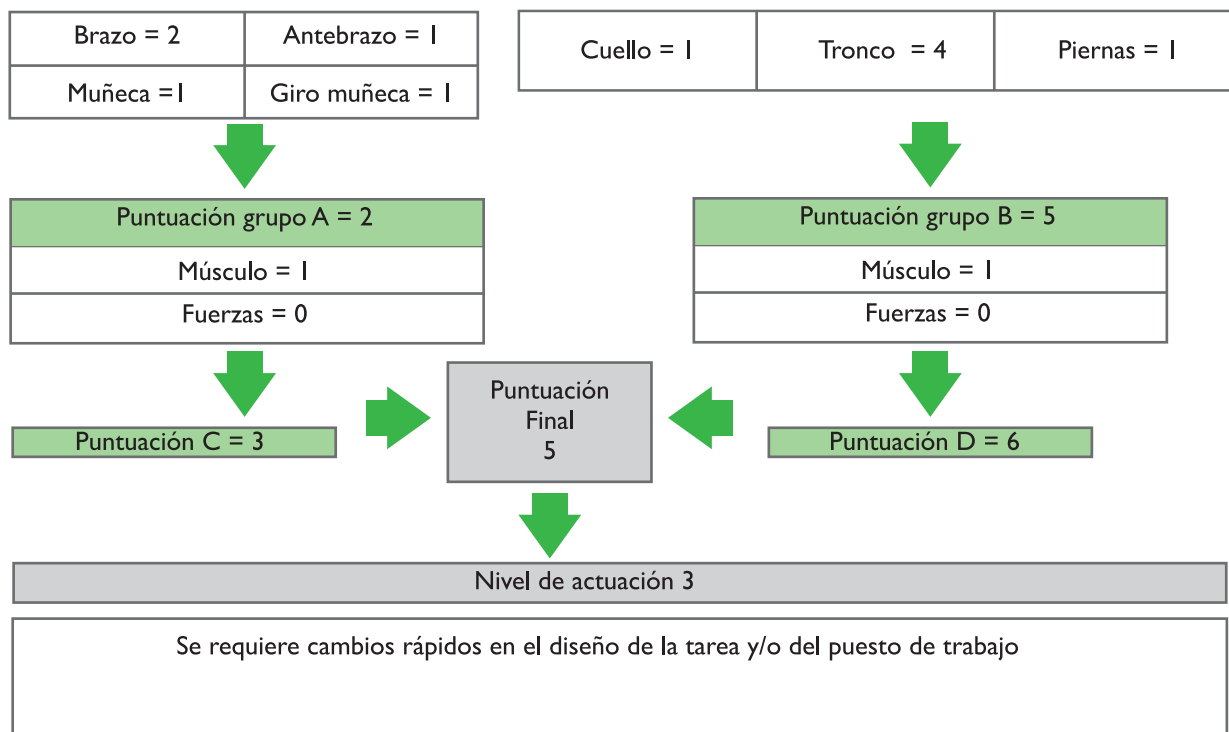 Brazo = 2
Antebrazo = 1
Muñeca =1
Giro muñeca = 1
Cuello = 1
Tronco = 4
Piernas = 1
Puntuación grupo A = 2
Músculo = 1
Fuerzas = 0
Puntuación grupo B = 5
Músculo = 1
Fuerzas = 0
Puntuación C = 3
Puntuación
Final
5
Puntuación D = 6
Nivel de actuación 3
Se requiere cambios rápidos en el diseño de la tarea y/o del puesto de trabajo